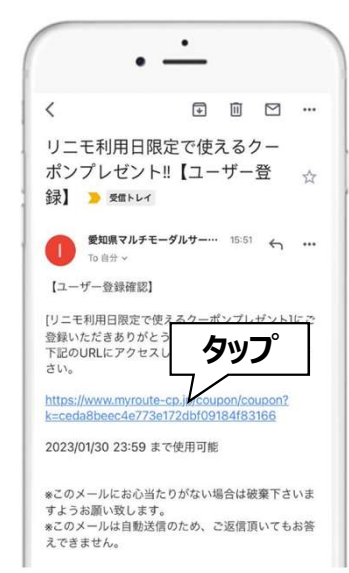 リニモ利用日限定で使えるクー
ポンプレゼント!!【ユーザー登
録】 受信トレイ
I
愛知県マルチモーダルサー… 15:51
To 自分
【ユーザー登録確認】
[リニモ利用日限定で使えるクーポンプレゼント]にご
登録いただきありがとう
下記のURLにアクセスし
さい。
タップ
https://www.myroute-cp.jp/coupon/coupon?
k=ceda8beec4e773e172dbf09184f83166
2023/01/30 23:59 まで使用可能
※このメールにお心当たりがない場合は破棄下さいま
すようお願い致します。
※このメールは自動送信のため、ご返信頂いてもお答
えできません。